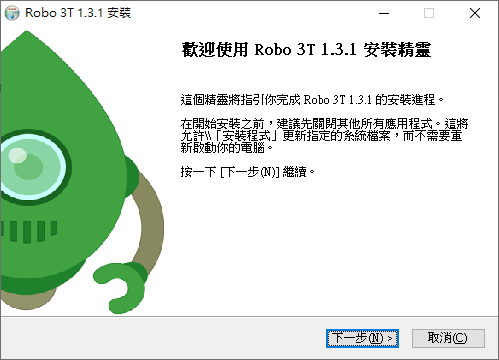 Robo 3T 1.3.1 安裝
歡迎使用 Robo 3T 1.3.1 安裝精靈
這個精靈將指引你完成 Robo 3T 1.3.1 的安裝進程。
在開始安裝之前，建議先關閉其他所有應用程式。這將
允許\\「安裝程式」更新指定的系統檔案，而不需要重
新啟動你的電腦。
按一下 [下一步(N)] 繼續。
下一步(N) >
取消(C)